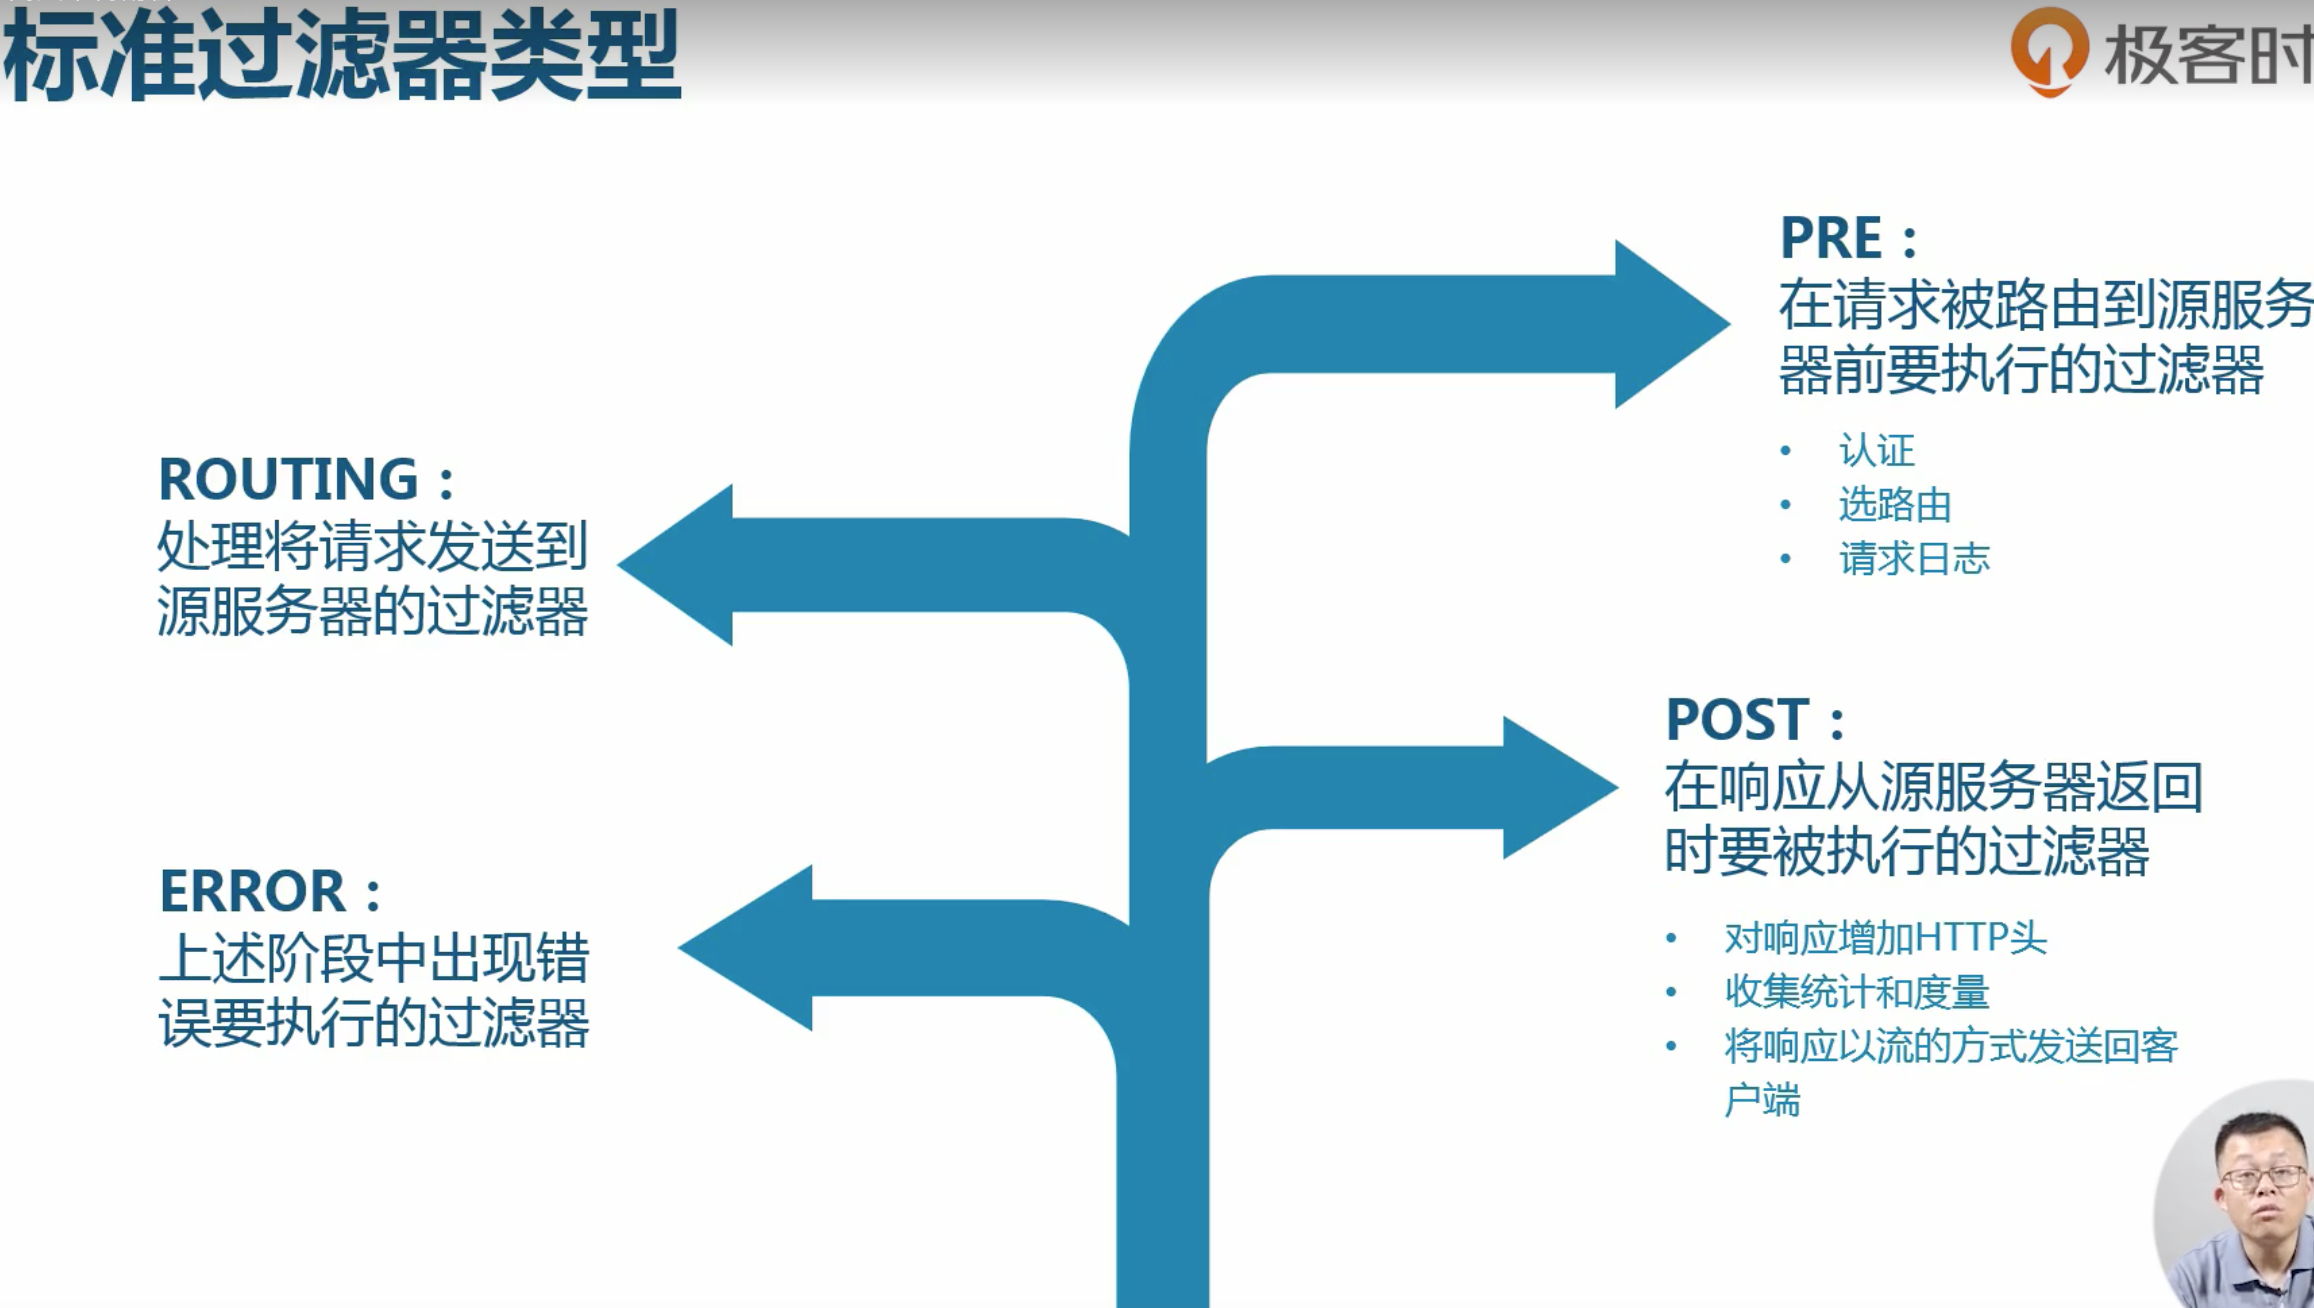 标准过滤器类型
极客时
PRE：
在请求被路由到源服务
器前要执行的过滤器
• 认证
• 选路由
• 请求日志
ROUTING：
处理将请求发送到
源服务器的过滤器
POST：
在响应从源服务器返回
时要被执行的过滤器
• 对响应增加HTTP头
• 收集统计和度量
• 将响应以流的方式发送回客
户端
ERROR：
上述阶段中出现错
误要执行的过滤器